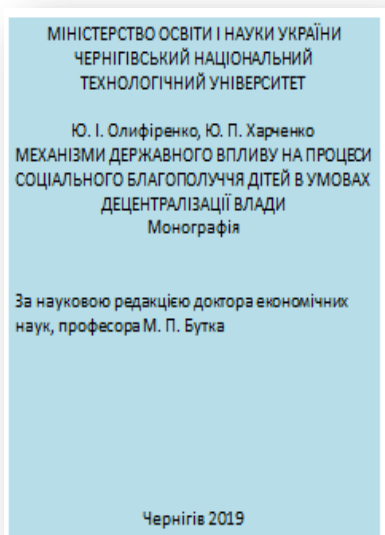 МІНІСТЕРСТВО ОСВІТИ І НАУКИ УКРАЇНИ
ЧЕРНІГІВСЬКИЙ НАЦІОНАЛЬНИЙ
ТЕХНОЛОГІЧНИЙ УНІВЕРСИТЕТ
Ю. І. Олифіренко, Ю. П. Харченко
МЕХАНІЗМИ ДЕРЖАВНОГО ВПЛИВУ НА ПРОЦЕСИ
СОЦІАЛЬНОГО БЛАГОПОЛУЧЧЯ ДІТЕЙ В УМОВАХ
ДЕЦЕНТРАЛІЗАЦІЇ ВЛАДИ
Монографія
За науковою редакцією доктора економічних
наук, професора М. П. Бутка
Чернігів 2019